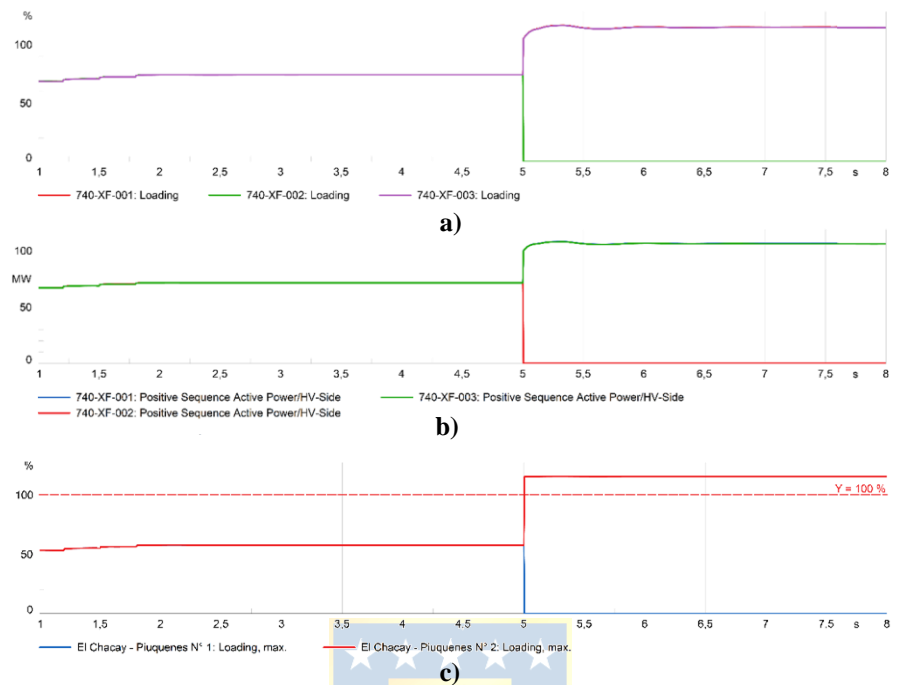 %
100
50
0
1 1,5 2 2,5 3 3,5 4 4,5 5 5,5 6 6,5 7 7,5 s 8
740-XF-001: Loading 740-XF-002: Loading 740-XF-003: Loading
a)
100
MW
50
0
1 1,5 2 2,5 3 3,5 4 4,5 5 5,5 6 6,5 7 7,5 s 8
740-XF-001: Positive Sequence Active Power/HV-Side 740-XF-003: Positive Sequence Active Power/HV-Side
740-XF-002: Positive Sequence Active Power/HV-Side
b)
%
100
Y = 100 %
50
0
1 1,5 2 2,5 3 3,5 4 4,5 5 5,5 6 6,5 7 7,5 s 8
El Chacay - Piuquenes N° 1: Loading, max. El Chacay - Piuquenes N° 2: Loading, max.
c)